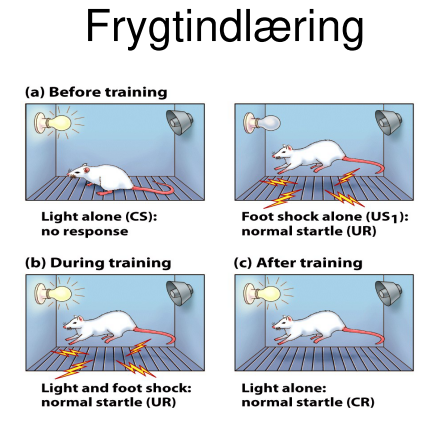 Frygtindlæring
(a) Before training
Light alone (CS):
no response
Foot shock alone (US1):
normal startle (UR)
(b) During training
(c) After training
Light and foot shock:
normal startle (UR)
Light alone:
normal startle (CR)